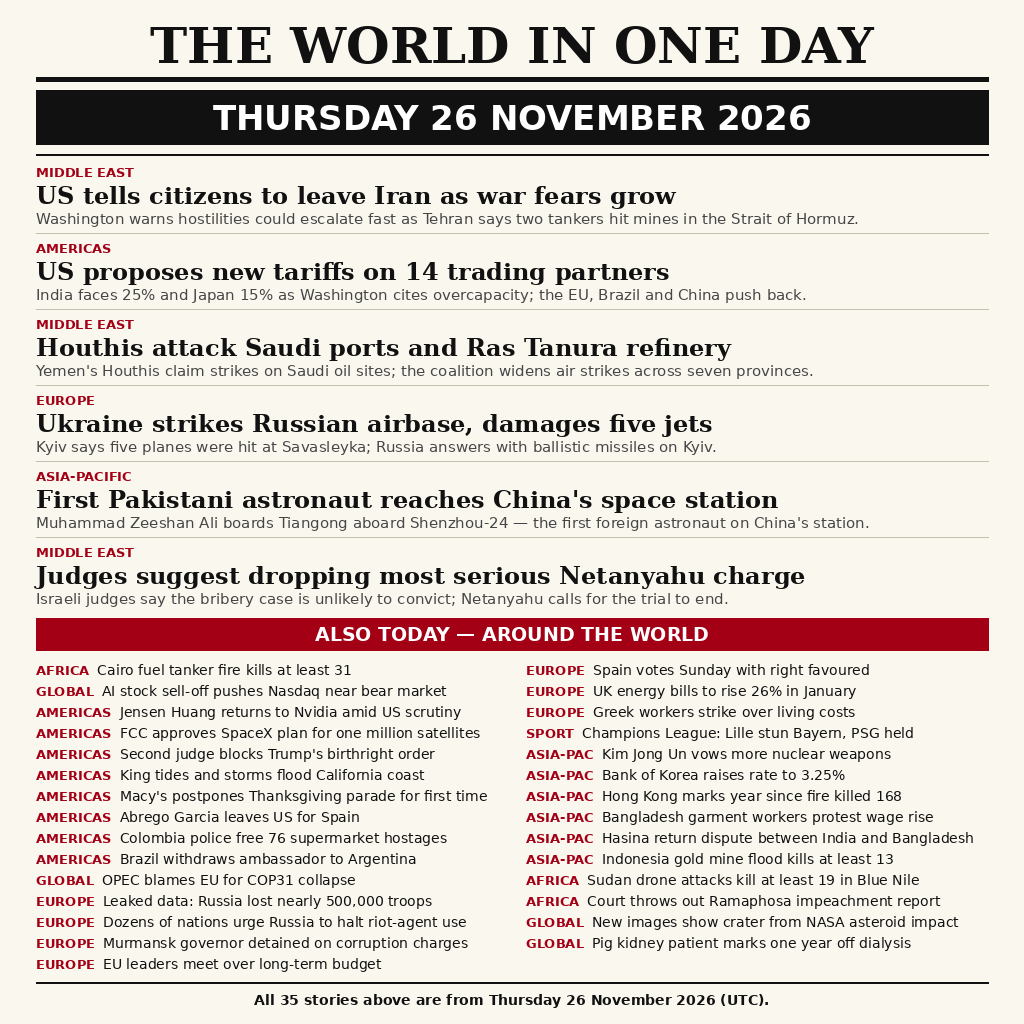 THE WORLD IN ONE DAY
THURSDAY 26 NOVEMBER 2026
MIDDLE EAST
US tells citizens to leave Iran as war fears grow
Washington warns hostilities could escalate fast as Tehran says two tankers hit mines in the Strait of Hormuz.
AMERICAS
US proposes new tariffs on 14 trading partners
India faces 25% and Japan 15% as Washington cites overcapacity; the EU, Brazil and China push back.
MIDDLE EAST
Houthis attack Saudi ports and Ras Tanura refinery
Yemen's Houthis claim strikes on Saudi oil sites; the coalition widens air strikes across seven provinces.
EUROPE
Ukraine strikes Russian airbase, damages five jets
Kyiv says five planes were hit at Savasleyka; Russia answers with ballistic missiles on Kyiv.
ASIA-PACIFIC
First Pakistani astronaut reaches China's space station
Muhammad Zeeshan Ali boards Tiangong aboard Shenzhou-24 — the first foreign astronaut on China's station.
MIDDLE EAST
Judges suggest dropping most serious Netanyahu charge
Israeli judges say the bribery case is unlikely to convict; Netanyahu calls for the trial to end.
ALSO TODAY — AROUND THE WORLD
AFRICA Cairo fuel tanker fire kills at least 31
GLOBAL AI stock sell-off pushes Nasdaq near bear market
AMERICAS Jensen Huang returns to Nvidia amid US scrutiny
AMERICAS FCC approves SpaceX plan for one million satellites
AMERICAS Second judge blocks Trump's birthright order
AMERICAS King tides and storms flood California coast
AMERICAS Macy's postpones Thanksgiving parade for first time
AMERICAS Abrego Garcia leaves US for Spain
AMERICAS Colombia police free 76 supermarket hostages
AMERICAS Brazil withdraws ambassador to Argentina
GLOBAL OPEC blames EU for COP31 collapse
EUROPE Leaked data: Russia lost nearly 500,000 troops
EUROPE Dozens of nations urge Russia to halt riot-agent use
EUROPE Murmansk governor detained on corruption charges
EUROPE EU leaders meet over long-term budget
EUROPE Spain votes Sunday with right favoured
EUROPE UK energy bills to rise 26% in January
EUROPE Greek workers strike over living costs
SPORT Champions League: Lille stun Bayern, PSG held
ASIA-PAC Kim Jong Un vows more nuclear weapons
ASIA-PAC Bank of Korea raises rate to 3.25%
ASIA-PAC Hong Kong marks year since fire killed 168
ASIA-PAC Bangladesh garment workers protest wage rise
ASIA-PAC Hasina return dispute between India and Bangladesh
ASIA-PAC Indonesia gold mine flood kills at least 13
AFRICA Sudan drone attacks kill at least 19 in Blue Nile
AFRICA Court throws out Ramaphosa impeachment report
GLOBAL New images show crater from NASA asteroid impact
GLOBAL Pig kidney patient marks one year off dialysis
All 35 stories above are from Thursday 26 November 2026 (UTC).